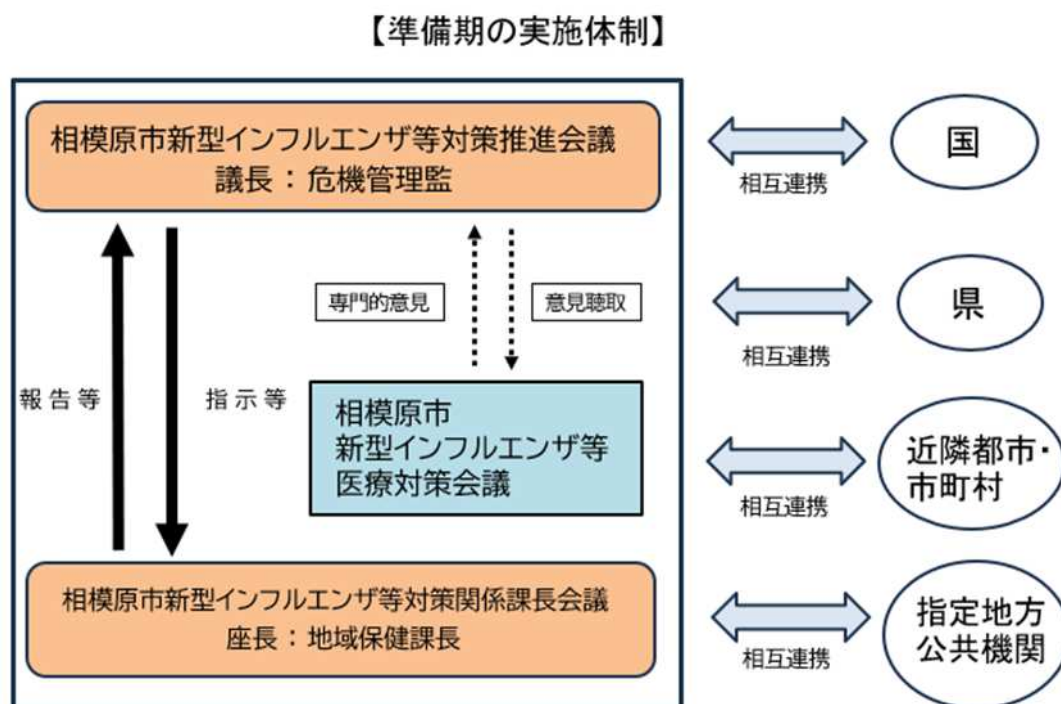 【準備期の実施体制】
相模原市新型インフルエンザ等対策推進会議
議長：危機管理監
専門的意見
意見聴取
報告等
指示等
相模原市
新型インフルエンザ等
医療対策会議
相模原市新型インフルエンザ等対策関係課長会議
座長：地域保健課長
国
相互連携
県
相互連携
近隣都市・
市町村
相互連携
指定地方
公共機関
相互連携